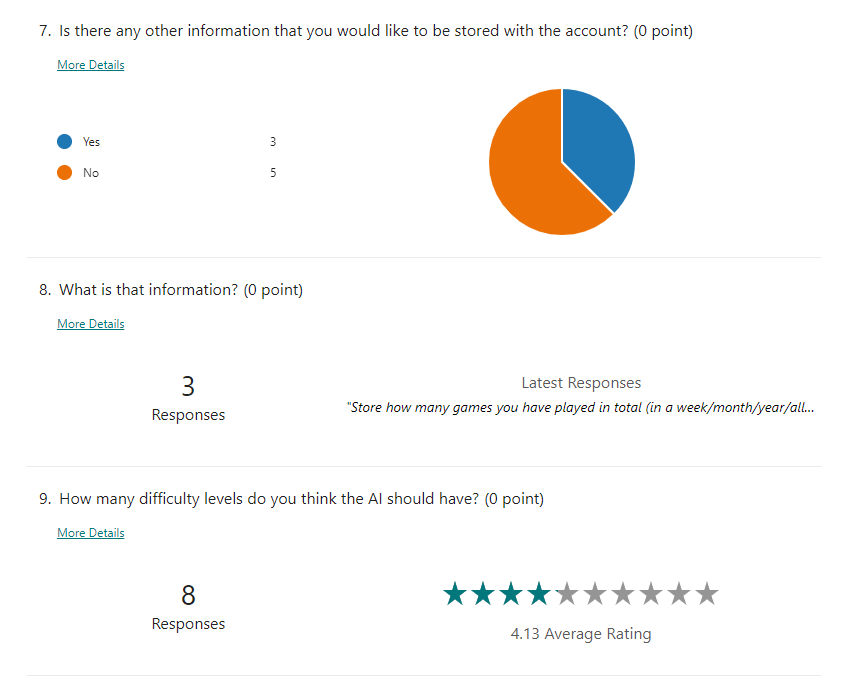 7. Is there any other information that you would like to be stored with the account? (0 point)
More Details
Yes 3
No 5
8. What is that information? (0 point)
More Details
3
Responses
Latest Responses
"Store how many games you have played in total (in a week/month/year/all...
9. How many difficulty levels do you think the AI should have? (0 point)
More Details
8
Responses
4.13 Average Rating